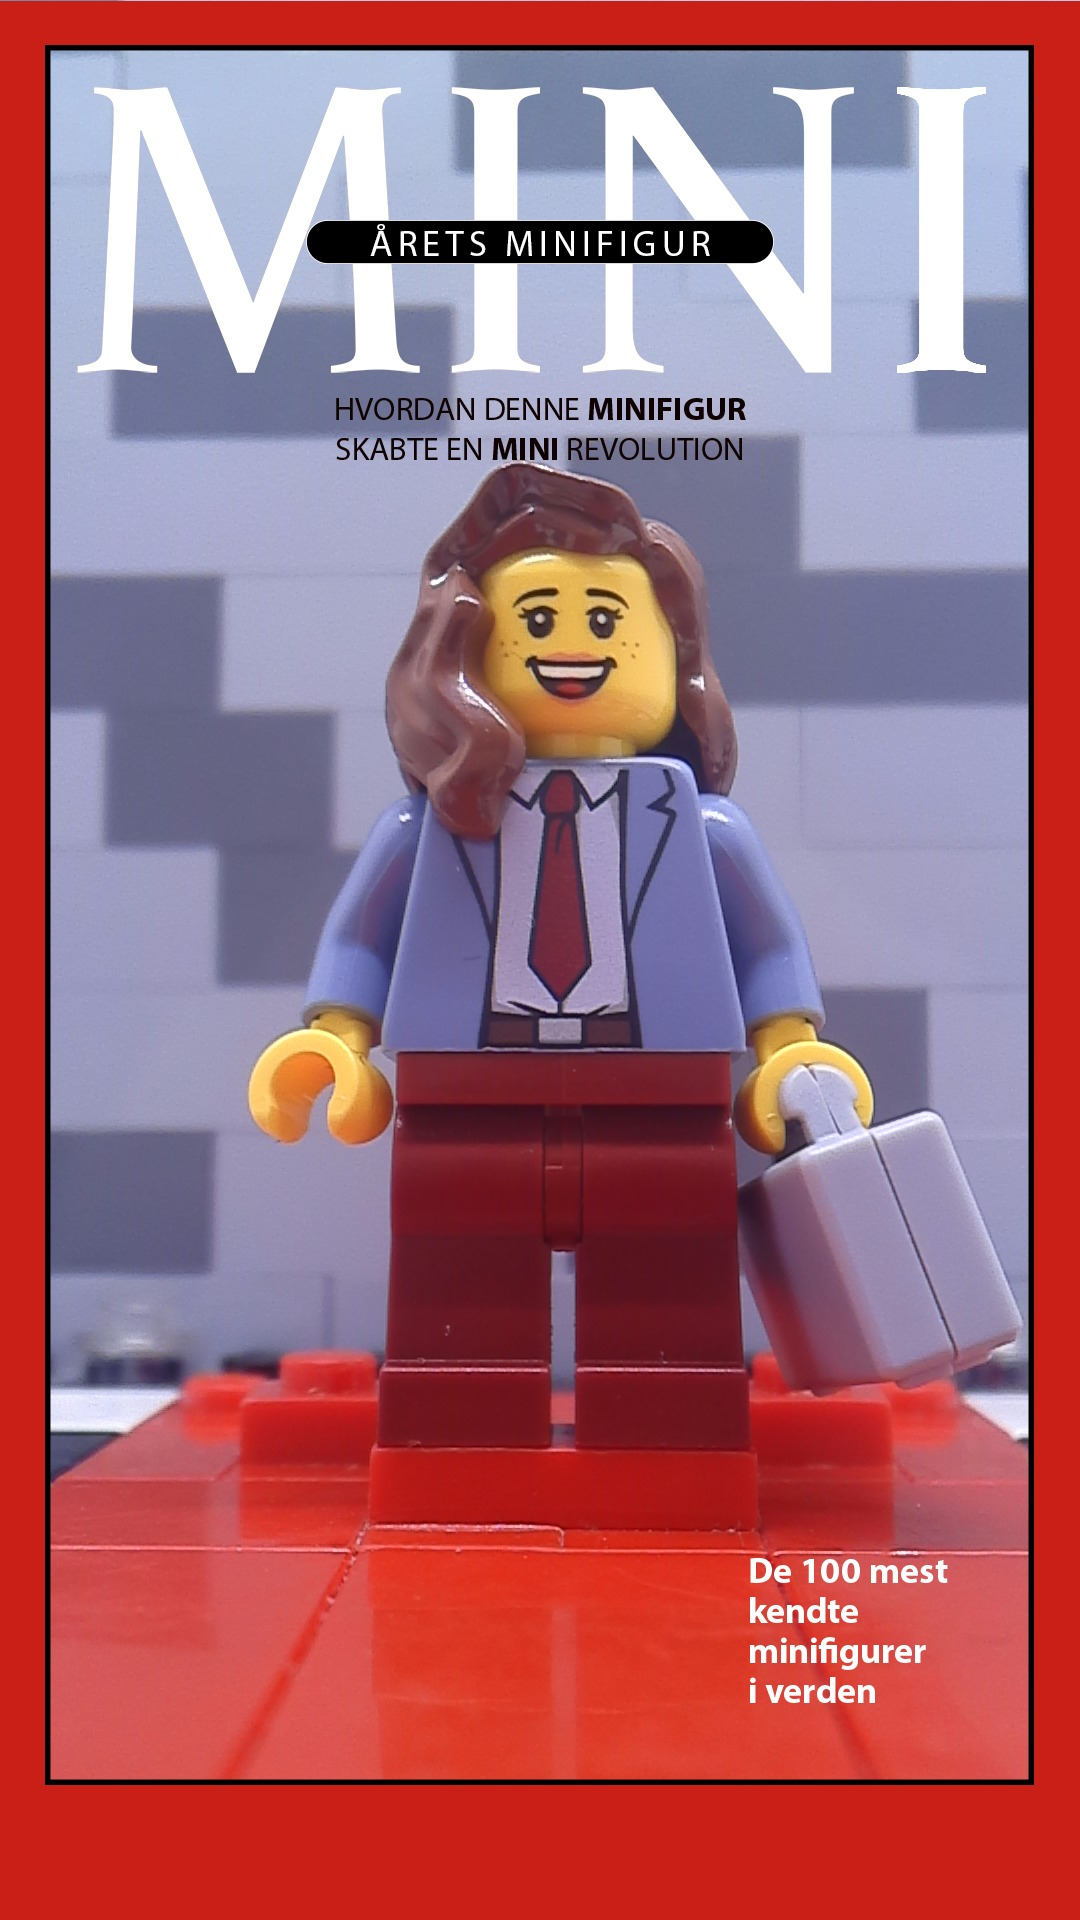 MINI
ÅRETS MINIFIGUR
HVORDAN DENNE MINIFIGUR
SKABTE EN MINI REVOLUTION
De 100 mest
kendte
minifigurer
i verden